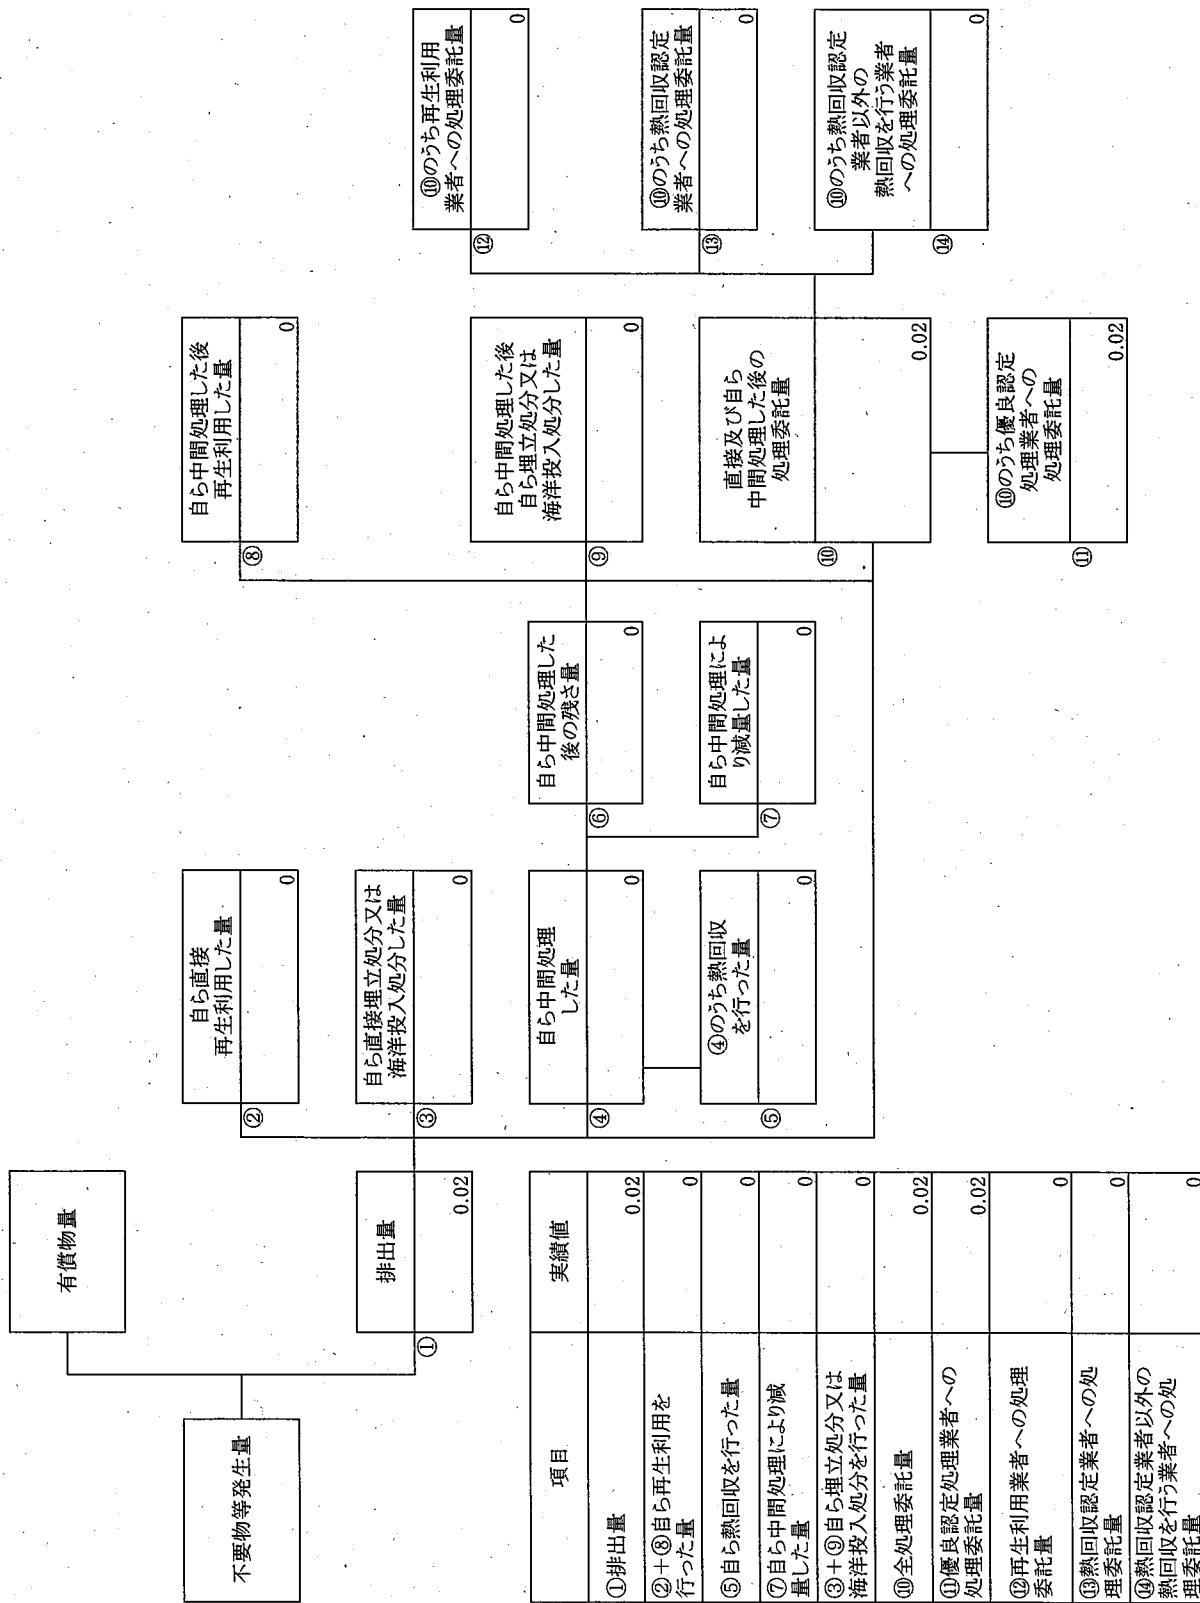 不要物等発生量
有償物量
排出量
①
0.02
自ら直接
再生利用した量
②
0
自ら直接埋立処分又は
海洋投入処分した量
③
0
自ら中間処理
した量
④
0
④のうち熱回収
を行った量
⑤
0
自ら中間処理した
後の残さ量
⑥
0
自ら中間処理によ
り減量した量
⑦
0
自ら中間処理した後
再生利用した量
⑧
0
自ら中間処理した後
自ら埋立処分又は
海洋投入処分した量
⑨
0
直接及び自ら
中間処理した後の
処理委託量
⑩
0.02
⑩のうち優良認定
処理業者への
処理委託量
⑪
0.02
⑩のうち再生利用
業者への処理委託量
⑫
0
⑩のうち熱回収認定
業者への処理委託量
⑬
0
⑩のうち熱回収認定
業者以外の
熱回収を行う業者
への処理委託量
⑭
0
項目
実績値
①排出量
0.02
②+⑧自ら再生利用を
行った量
0
⑤自ら熱回収を行った量
0
⑦自ら中間処理により減
量した量
0
③+⑨自ら埋立処分又は
海洋投入処分を行った量
0
⑩全処理委託量
0.02
⑪優良認定処理業者への
処理委託量
0.02
⑫再生利用業者への処理
委託量
0
⑬熱回収認定業者への処
理委託量
0
⑭熱回収認定業者以外の
熱回収を行う業者への処
理委託量
0